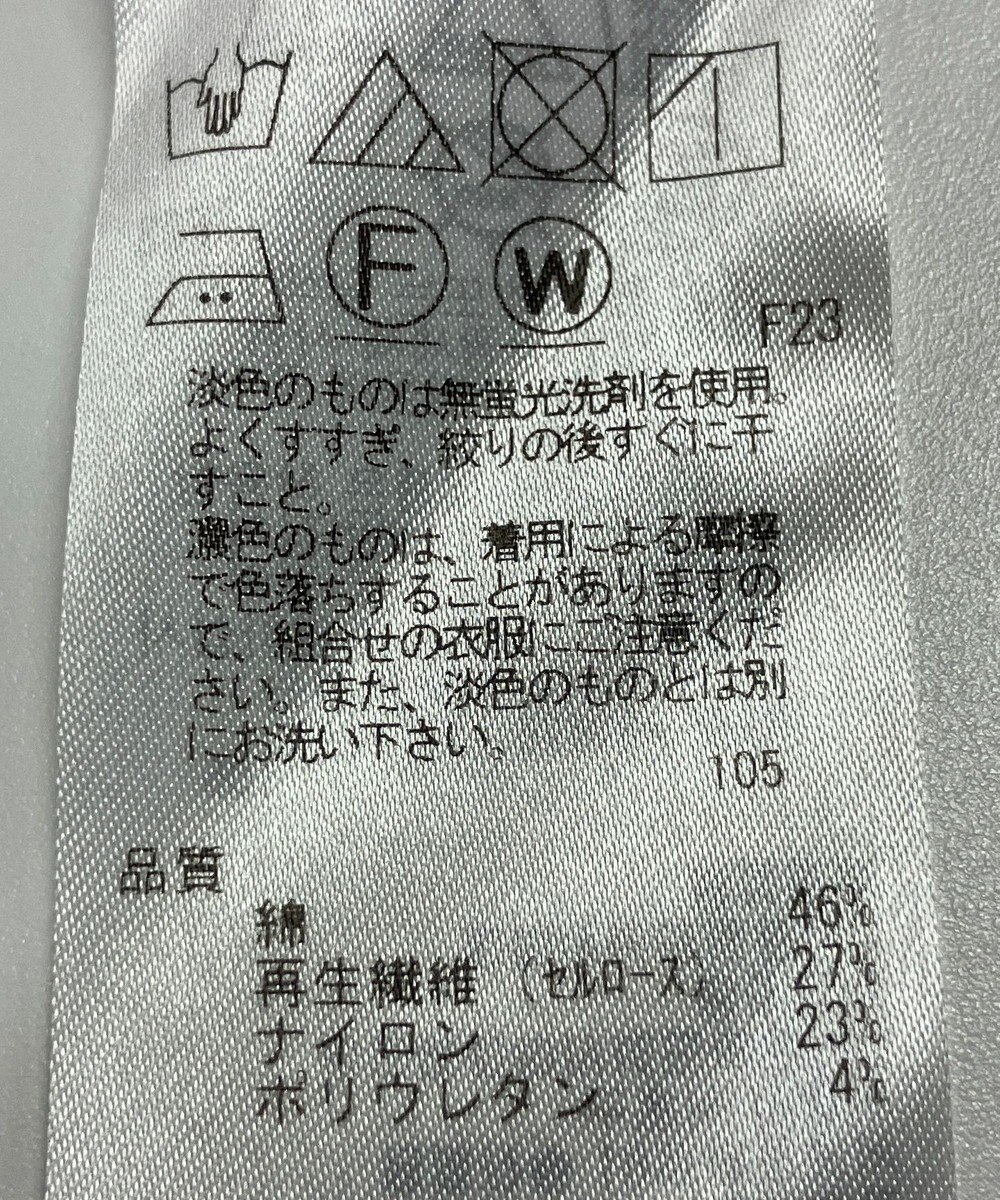 F W
F23
淡色のものは無蛍光洗剤を使用。
よくすすぎ、絞りの後すぐに干
すこと。
濃色のものは、着用による摩擦
で色落ちすることがありますの
で、組合せの衣服にご注意くだ
さい。また、淡色のものとは別
にお洗い下さい。
105
品質
綿 46%
再生繊維(セルロース) 27%
ナイロン 23%
ポリウレタン 4%